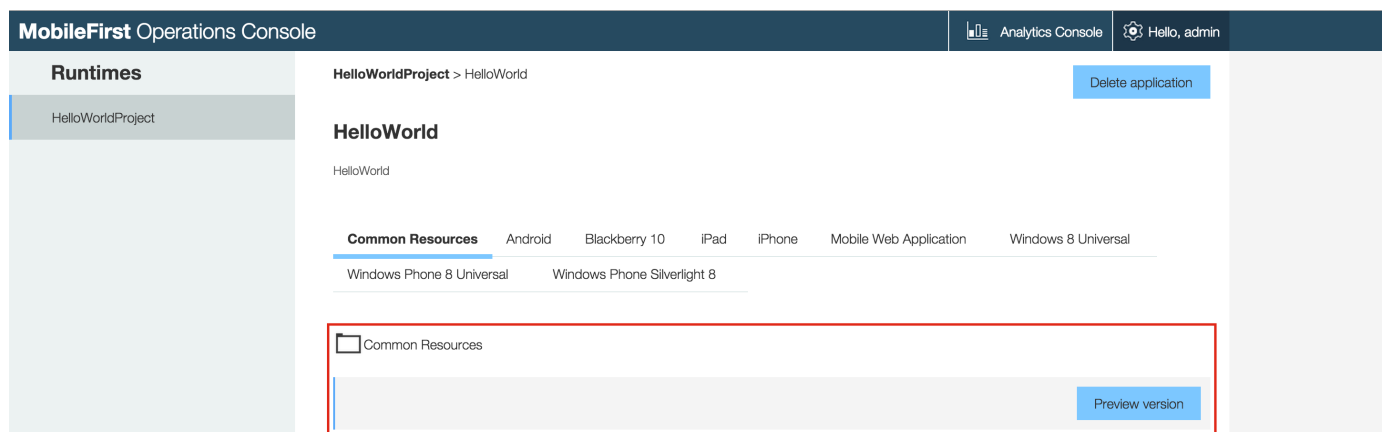 MobileFirst Operations Console
Analytics Console
Hello, admin
Runtimes
HelloWorldProject
HelloWorldProject > HelloWorld
Delete application
HelloWorld
HelloWorld
Common Resources Android Blackberry 10 iPad iPhone Mobile Web Application Windows 8 Universal
Windows Phone 8 Universal Windows Phone Silverlight 8
Common Resources
Preview version